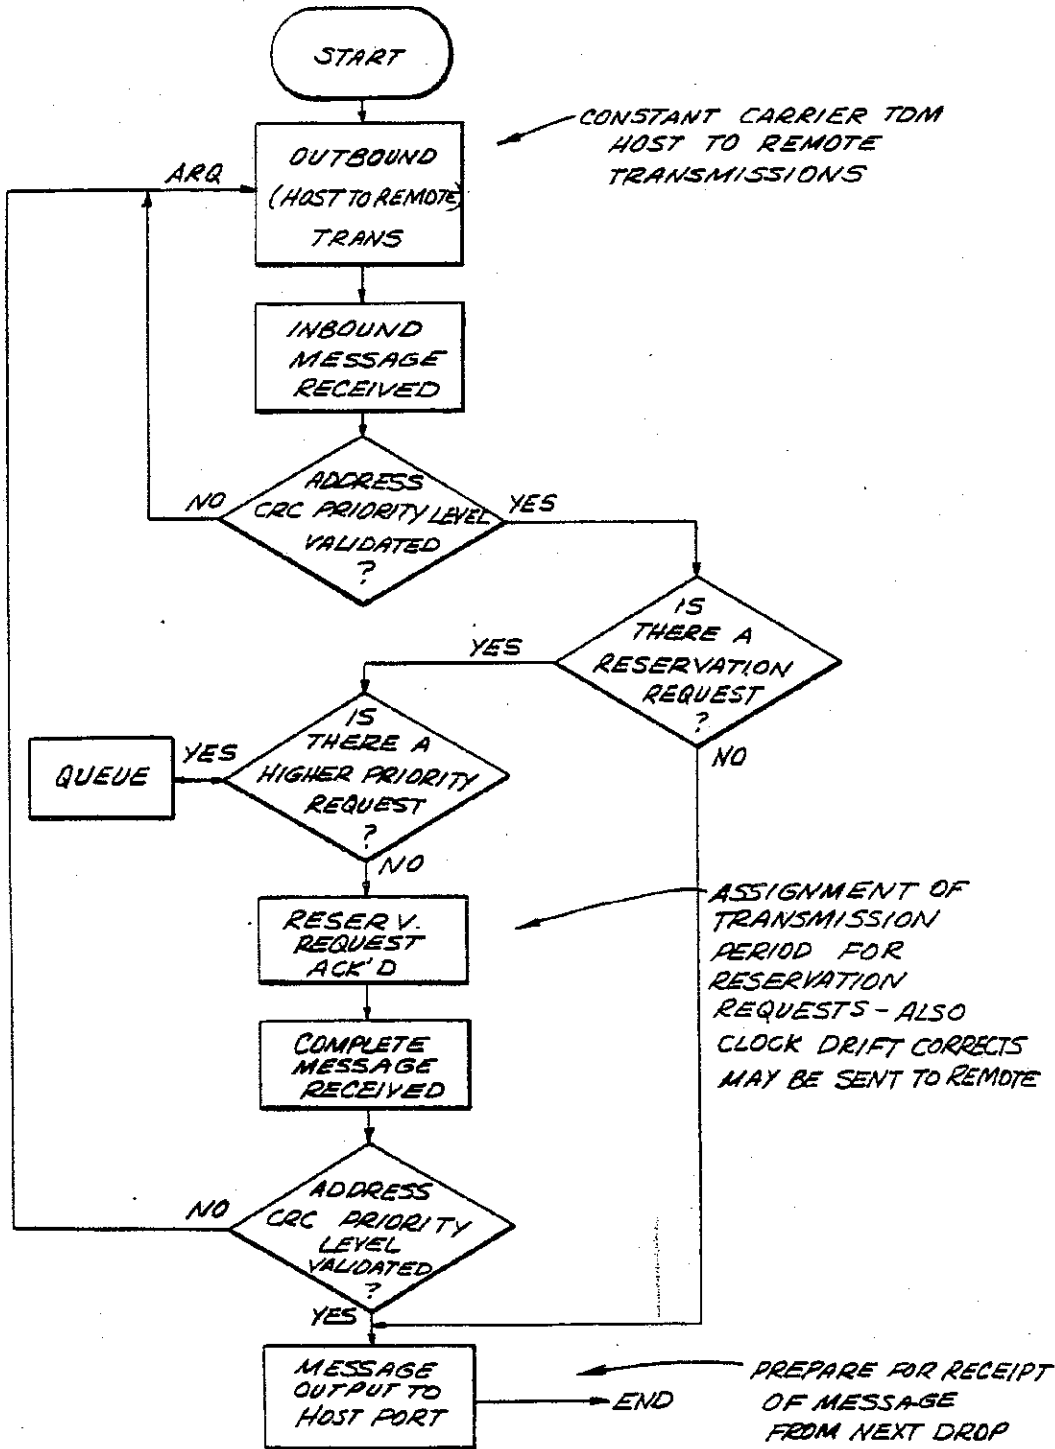 START
CONSTANT CARRIER TDM
HOST TO REMOTE
TRANSMISSIONS
ARQ
OUTBOUND
(HOST TO REMOTE)
TRANS
INBOUND
MESSAGE
RECEIVED
NO
ADDRESS
CRC PRIORITY LEVEL
VALIDATED
?
YES
IS
THERE A
RESERVATION
REQUEST
?
YES
NO
IS
THERE A
HIGHER PRIORITY
REQUEST
?
YES
QUEUE
NO
RESERV.
REQUEST
ACK'D
ASSIGNMENT OF
TRANSMISSION
PERIOD FOR
RESERVATION
REQUESTS - ALSO
CLOCK DRIFT CORRECTS
MAY BE SENT TO REMOTE
COMPLETE
MESSAGE
RECEIVED
NO
ADDRESS
CRC PRIORITY
LEVEL
VALIDATED
?
YES
MESSAGE
OUTPUT TO
HOST PORT
END
PREPARE FOR RECEIPT
OF MESSAGE
FROM NEXT DROP